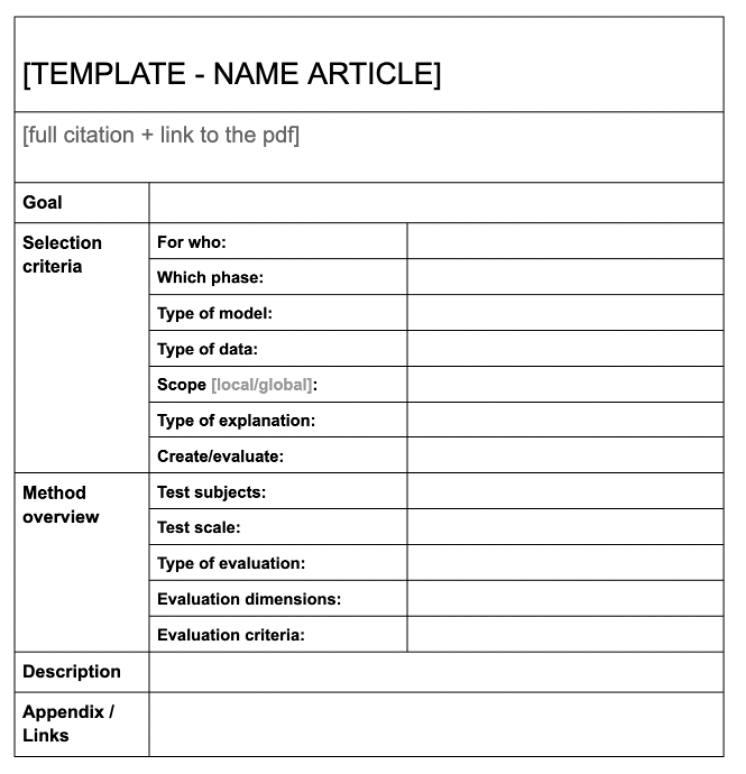 [TEMPLATE - NAME ARTICLE]
[full citation + link to the pdf]
Goal
Selection
criteria
For who:
Which phase:
Type of model:
Type of data:
Scope [local/global]:
Type of explanation:
Create/evaluate:
Method
overview
Test subjects:
Test scale:
Type of evaluation:
Evaluation dimensions:
Evaluation criteria:
Description
Appendix /
Links